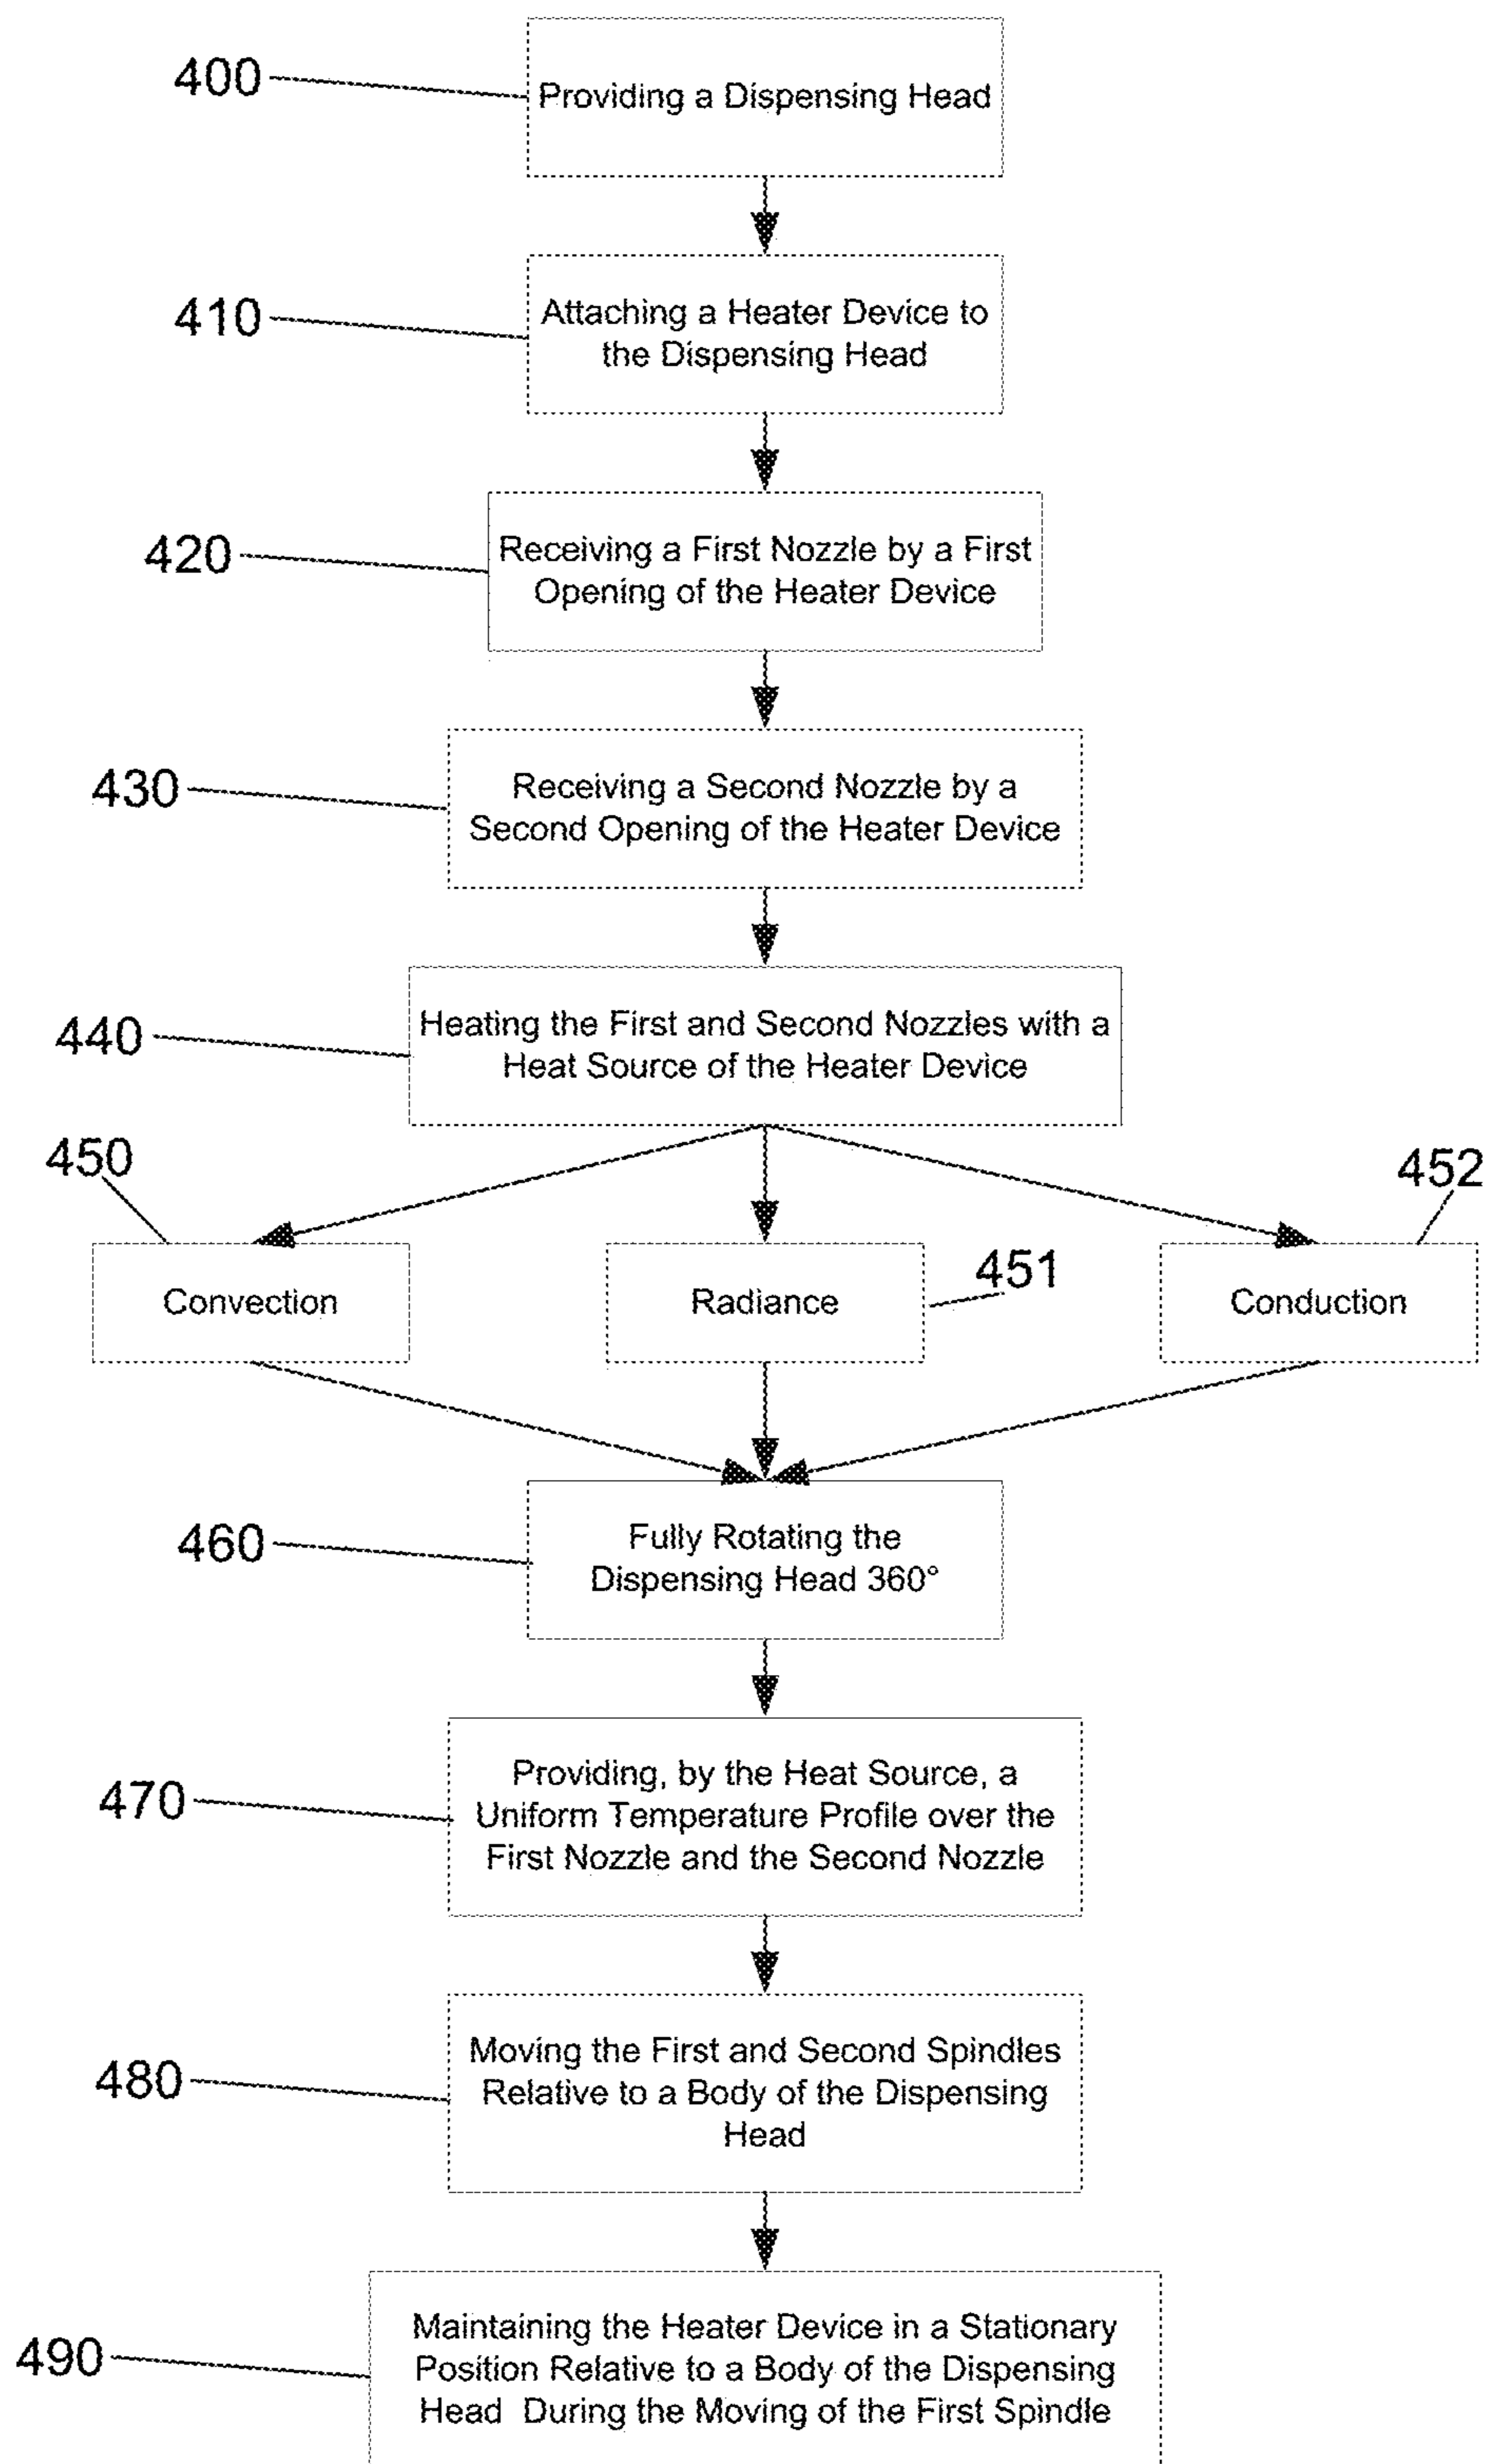 400
Providing a Dispensing Head
410
Attaching a Heater Device to
the Dispensing Head
420
Receiving a First Nozzle by a First
Opening of the Heater Device
430
Receiving a Second Nozzle by a
Second Opening of the Heater Device
440
Heating the First and Second Nozzles with a
Heat Source of the Heater Device
450
452
Convection
Radiance
451
Conduction
460
Fully Rotating the
Dispensing Head 360°
470
Providing, by the Heat Source, a
Uniform Temperature Profile over the
First Nozzle and the Second Nozzle
480
Moving the First and Second Spindles
Relative to a Body of the Dispensing
Head
490
Maintaining the Heater Device in a Stationary
Position Relative to a Body of the Dispensing
Head During the Moving of the First Spindle